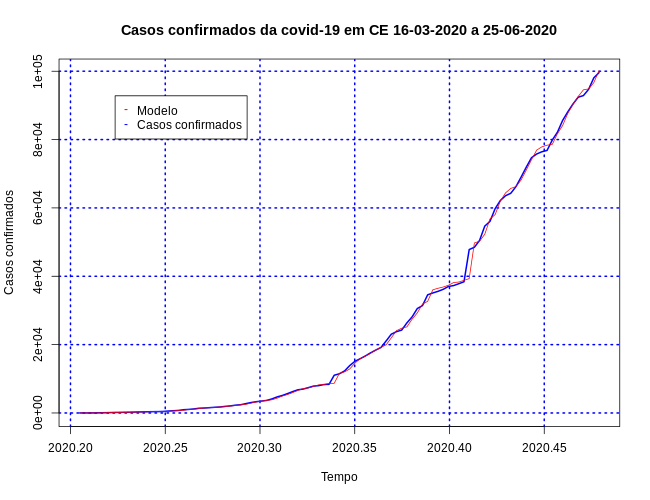 Casos confirmados da covid-19 em CE 16-03-2020 a 25-06-2020
Casos confirmados
1e+05
8e+04
6e+04
4e+04
2e+04
0e+00
- Modelo
- Casos confirmados
2020.20 2020.25 2020.30 2020.35 2020.40 2020.45
Tempo